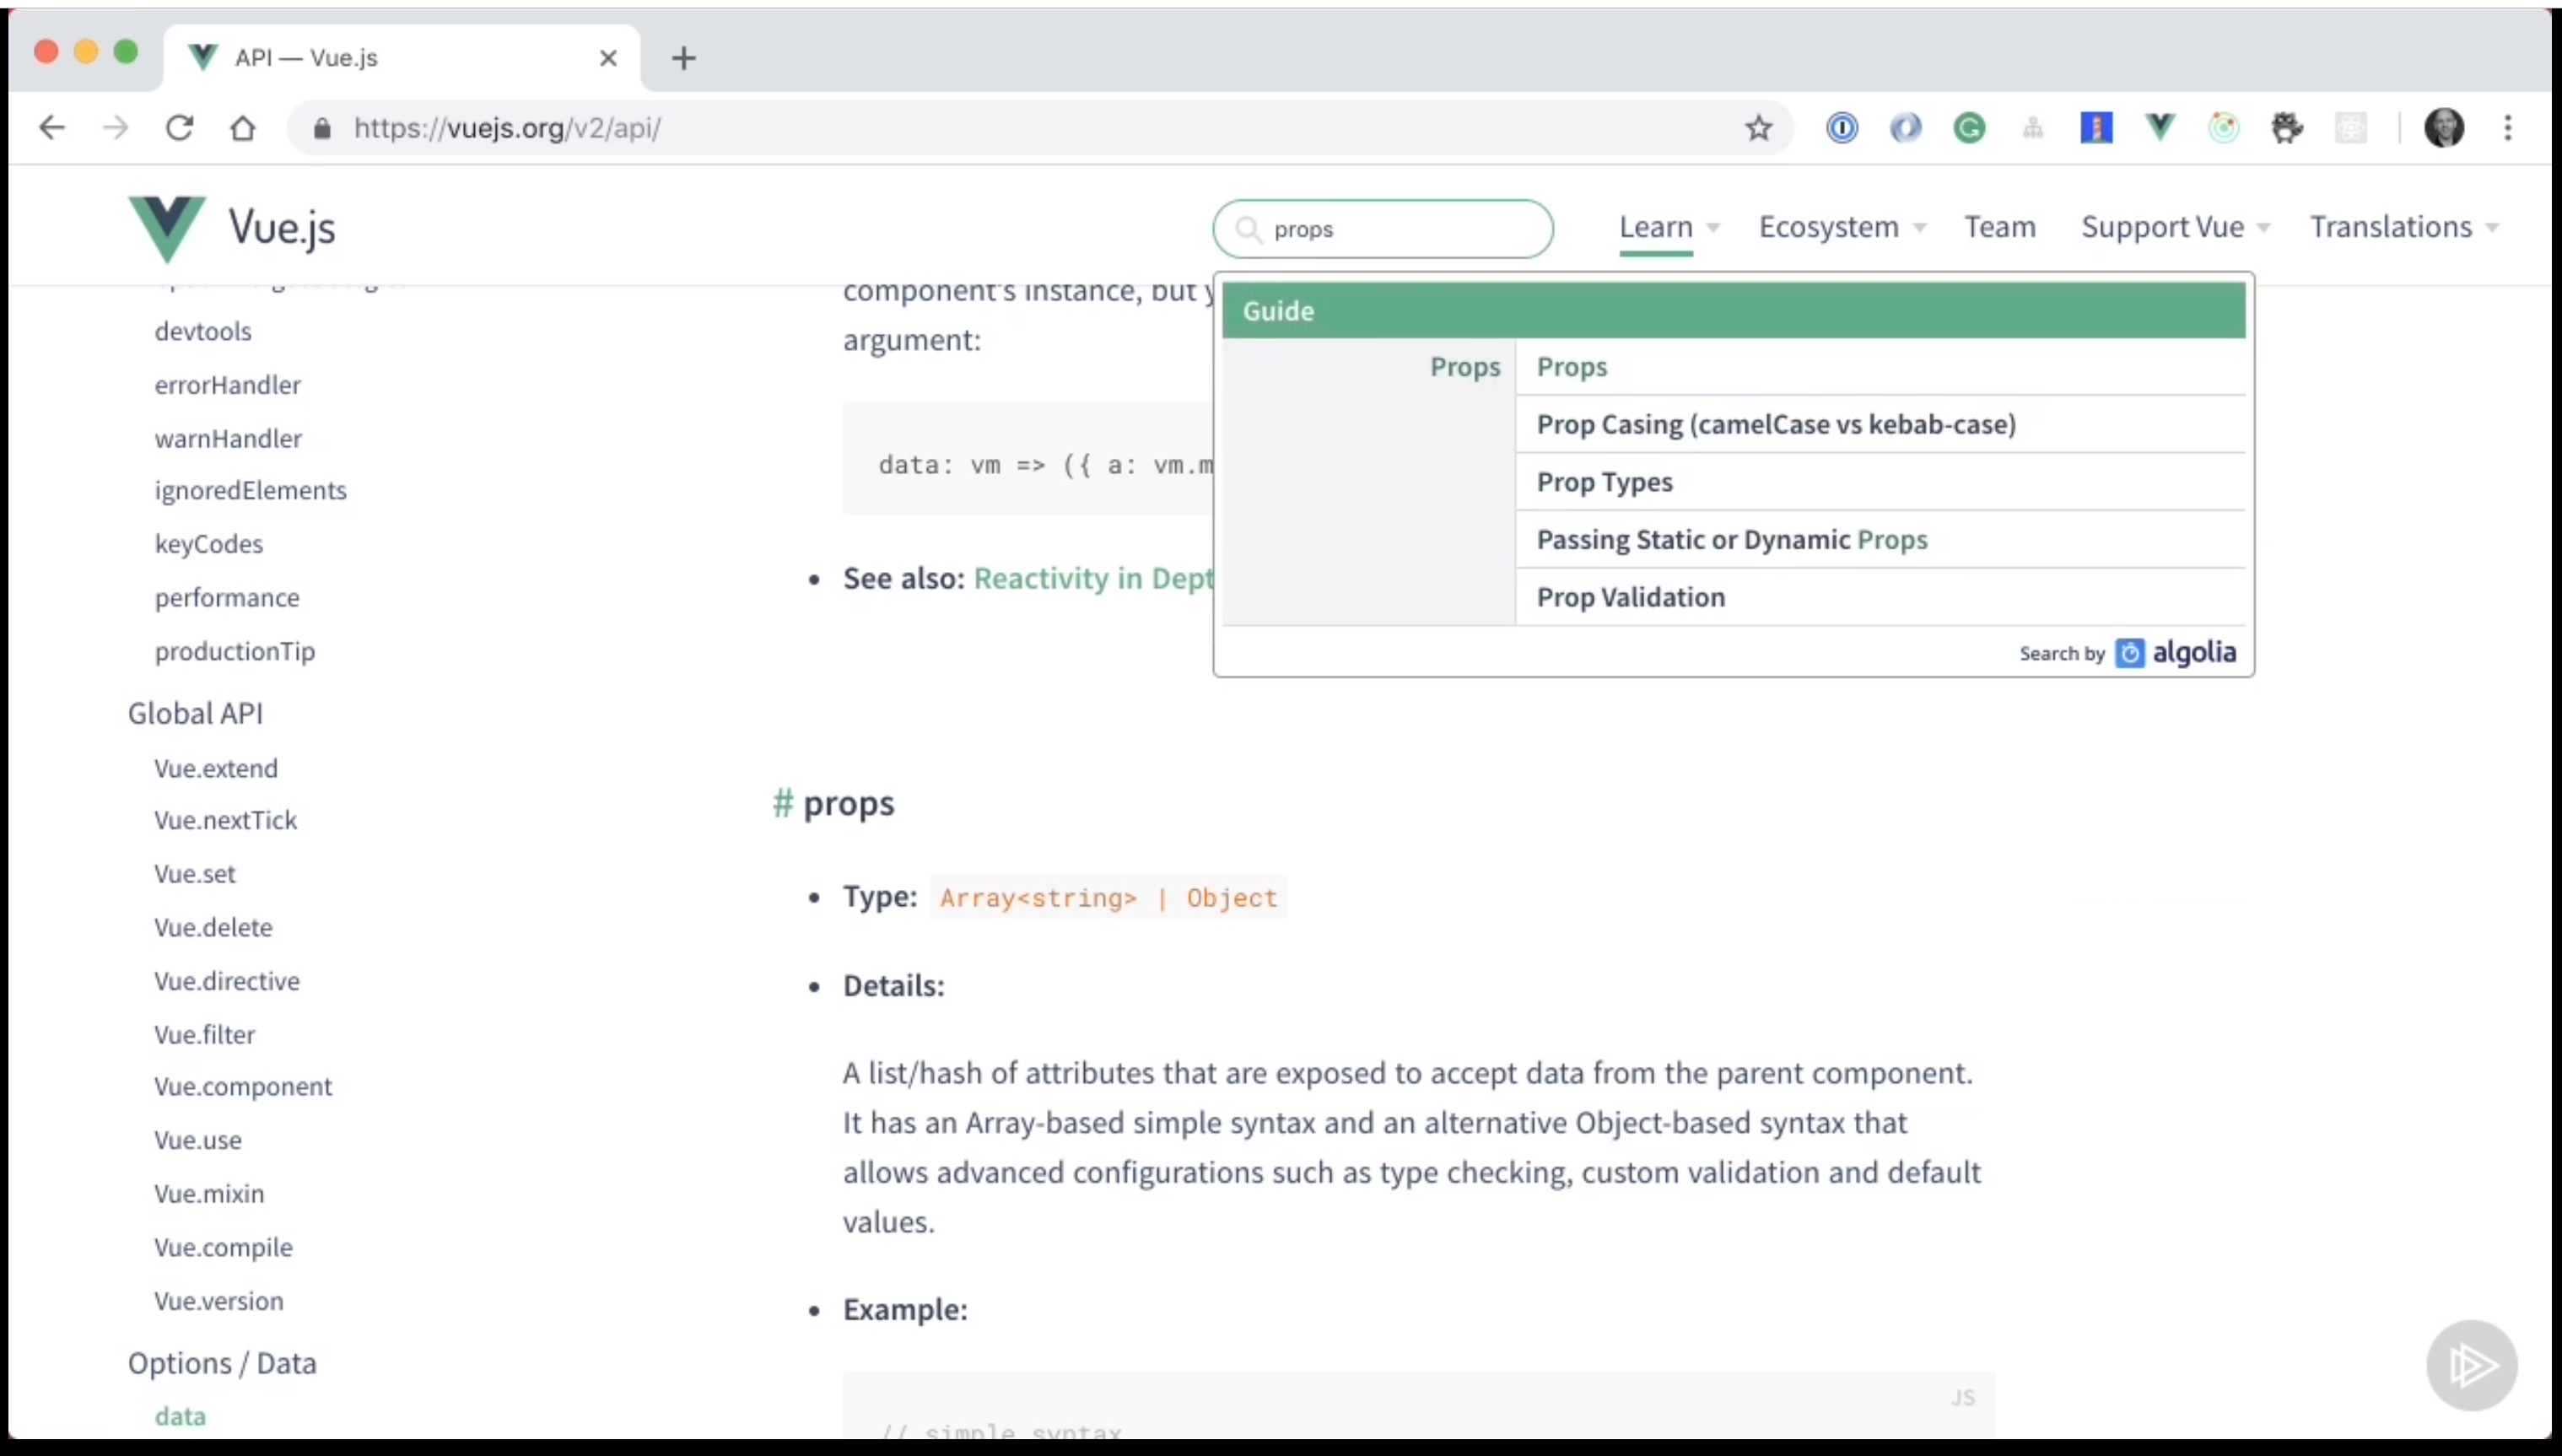 API — Vue.js
https://vuejs.org/v2/api/
Vue.js
props
Learn
Ecosystem
Team
Support Vue
Translations
devtools
errorHandler
warnHandler
ignoredElements
keyCodes
performance
productionTip
Global API
Vue.extend
Vue.nextTick
Vue.set
Vue.delete
Vue.directive
Vue.filter
Vue.component
Vue.use
Vue.mixin
Vue.compile
Vue.version
Options / Data
data
component's instance, but y
argument:
data: vm => ({ a: vm.m
• See also: Reactivity in Dept
Guide
Props
Props
Prop Casing (camelCase vs kebab-case)
Prop Types
Passing Static or Dynamic Props
Prop Validation
Search by algolia
# props
• Type: Array<string> | Object
• Details:
A list/hash of attributes that are exposed to accept data from the parent component.
It has an Array-based simple syntax and an alternative Object-based syntax that
allows advanced configurations such as type checking, custom validation and default
values.
• Example:
JS
// simple syntax